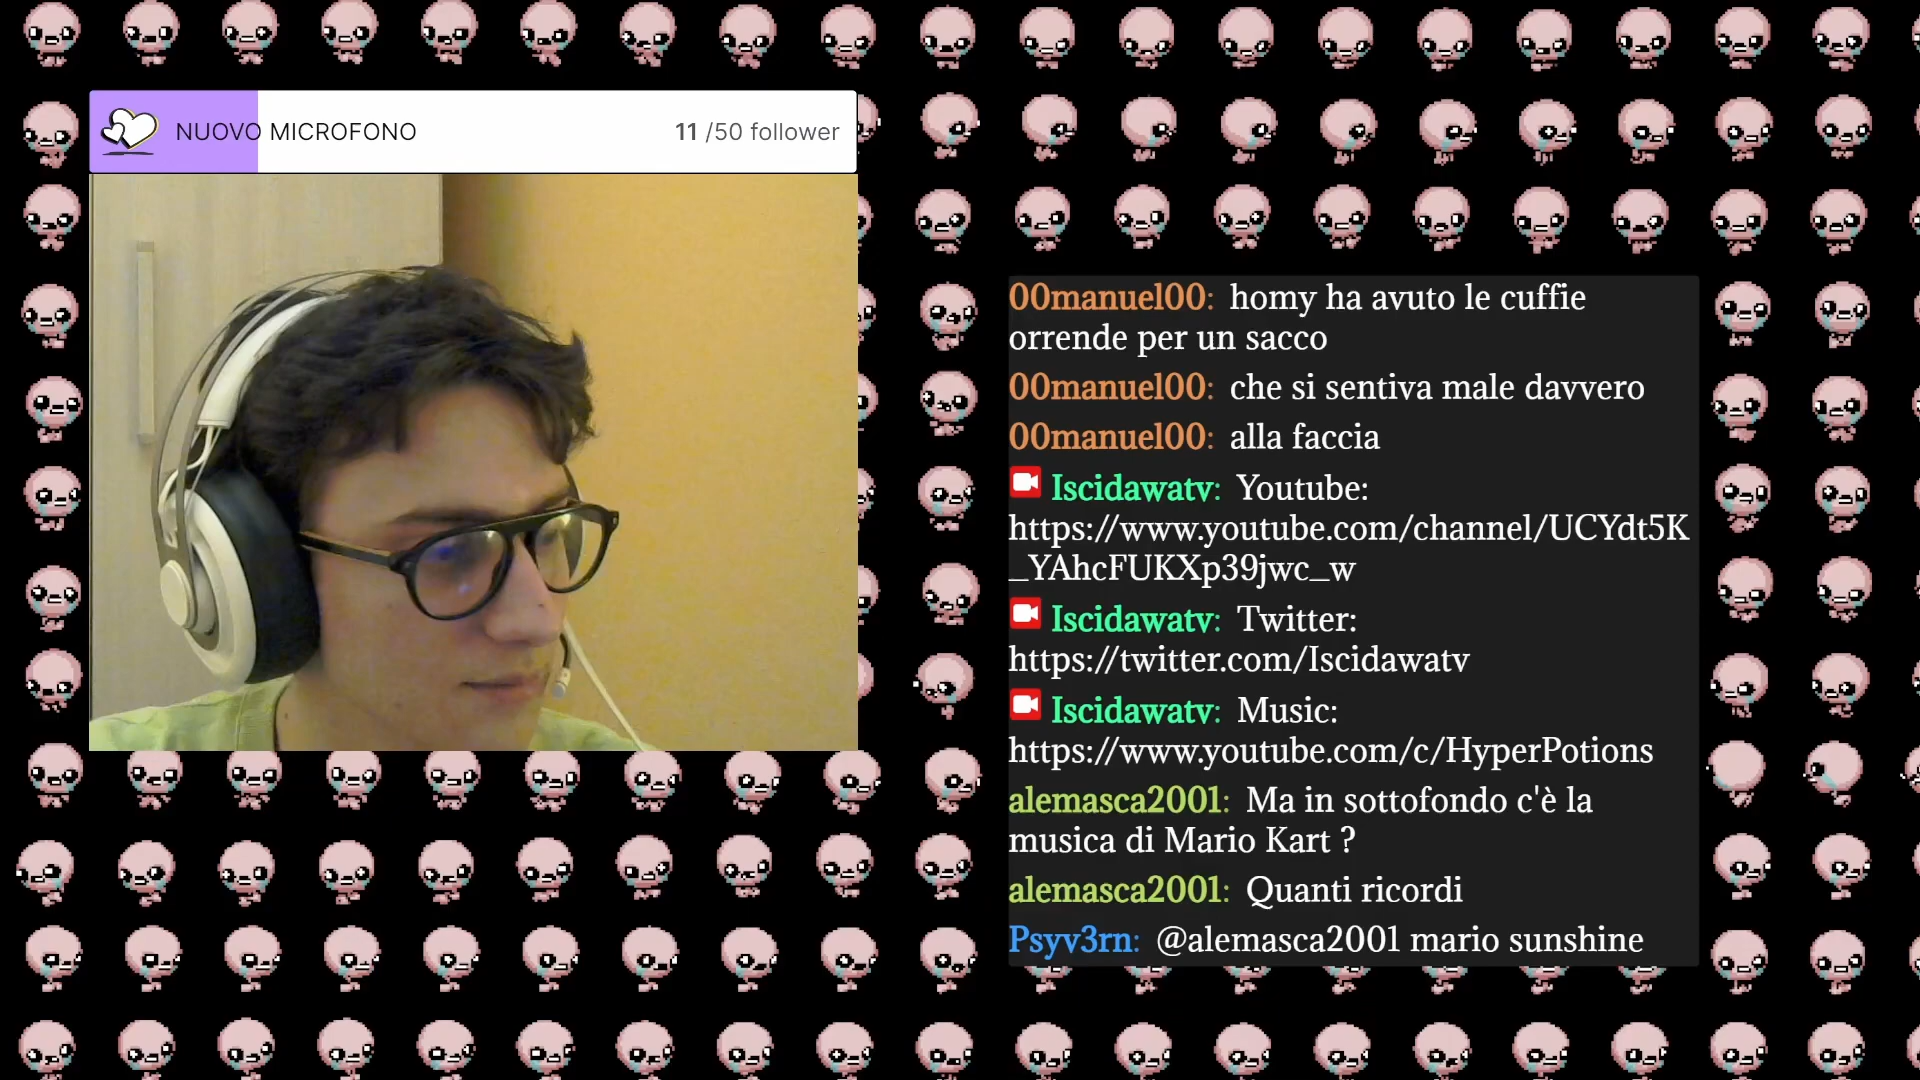 NUOVO MICROFONO
11 /50 follower
00manuel00: homy ha avuto le cuffie
orrende per un sacco
00manuel00: che si sentiva male davvero
00manuel00: alla faccia
Iscidawatv: Youtube:
https://www.youtube.com/channel/UCYdt5K
_YAhcFUKXp39jwc_w
Iscidawatv: Twitter:
https://twitter.com/Iscidawatv
Iscidawatv: Music:
https://www.youtube.com/c/HyperPotions
alemasca2001: Ma in sottofondo c'è la
musica di Mario Kart ?
alemasca2001: Quanti ricordi
Psyv3rn: @alemasca2001 mario sunshine